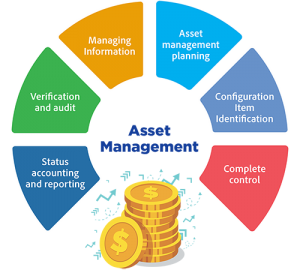 Status
accounting
and reporting
Verification
and audit
Managing
Information
Asset
management
planning
Configuration
Item
Identification
Complete
control
Asset
Management
$
$